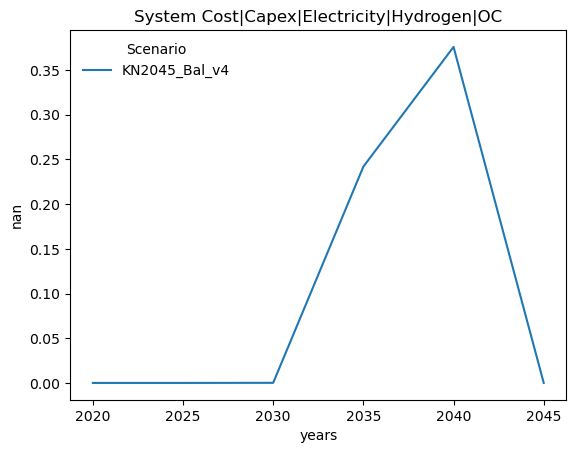 System Cost|Capex|Electricity|Hydrogen|OC
Scenario
KN2045_Bal_v4
0.35
0.30
0.25
0.20
0.15
0.10
0.05
0.00
nan
2020 2025 2030 2035 2040 2045
years